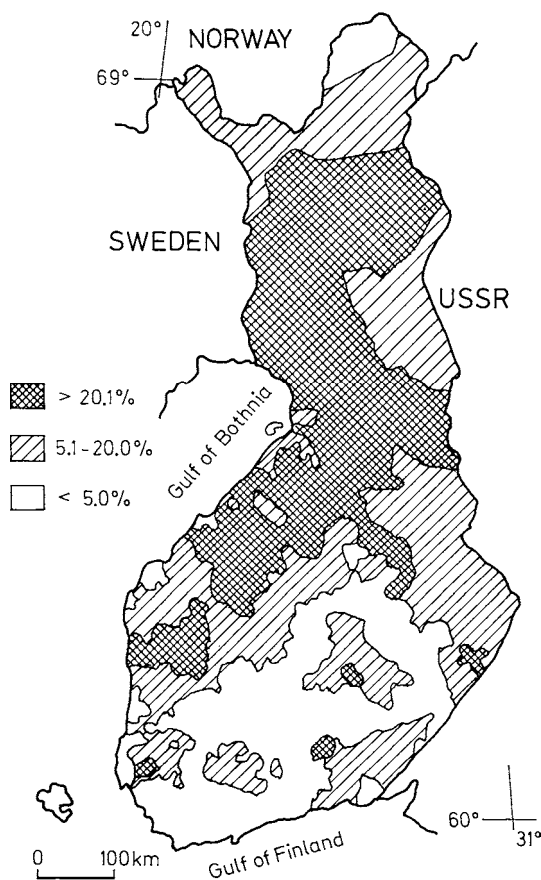 20°
NORWAY
69°
SWEDEN
USSR
> 20.1%
5.1-20.0%
< 5.0%
Gulf of Bothnia
60°
31°
0 100km
Gulf of Finland